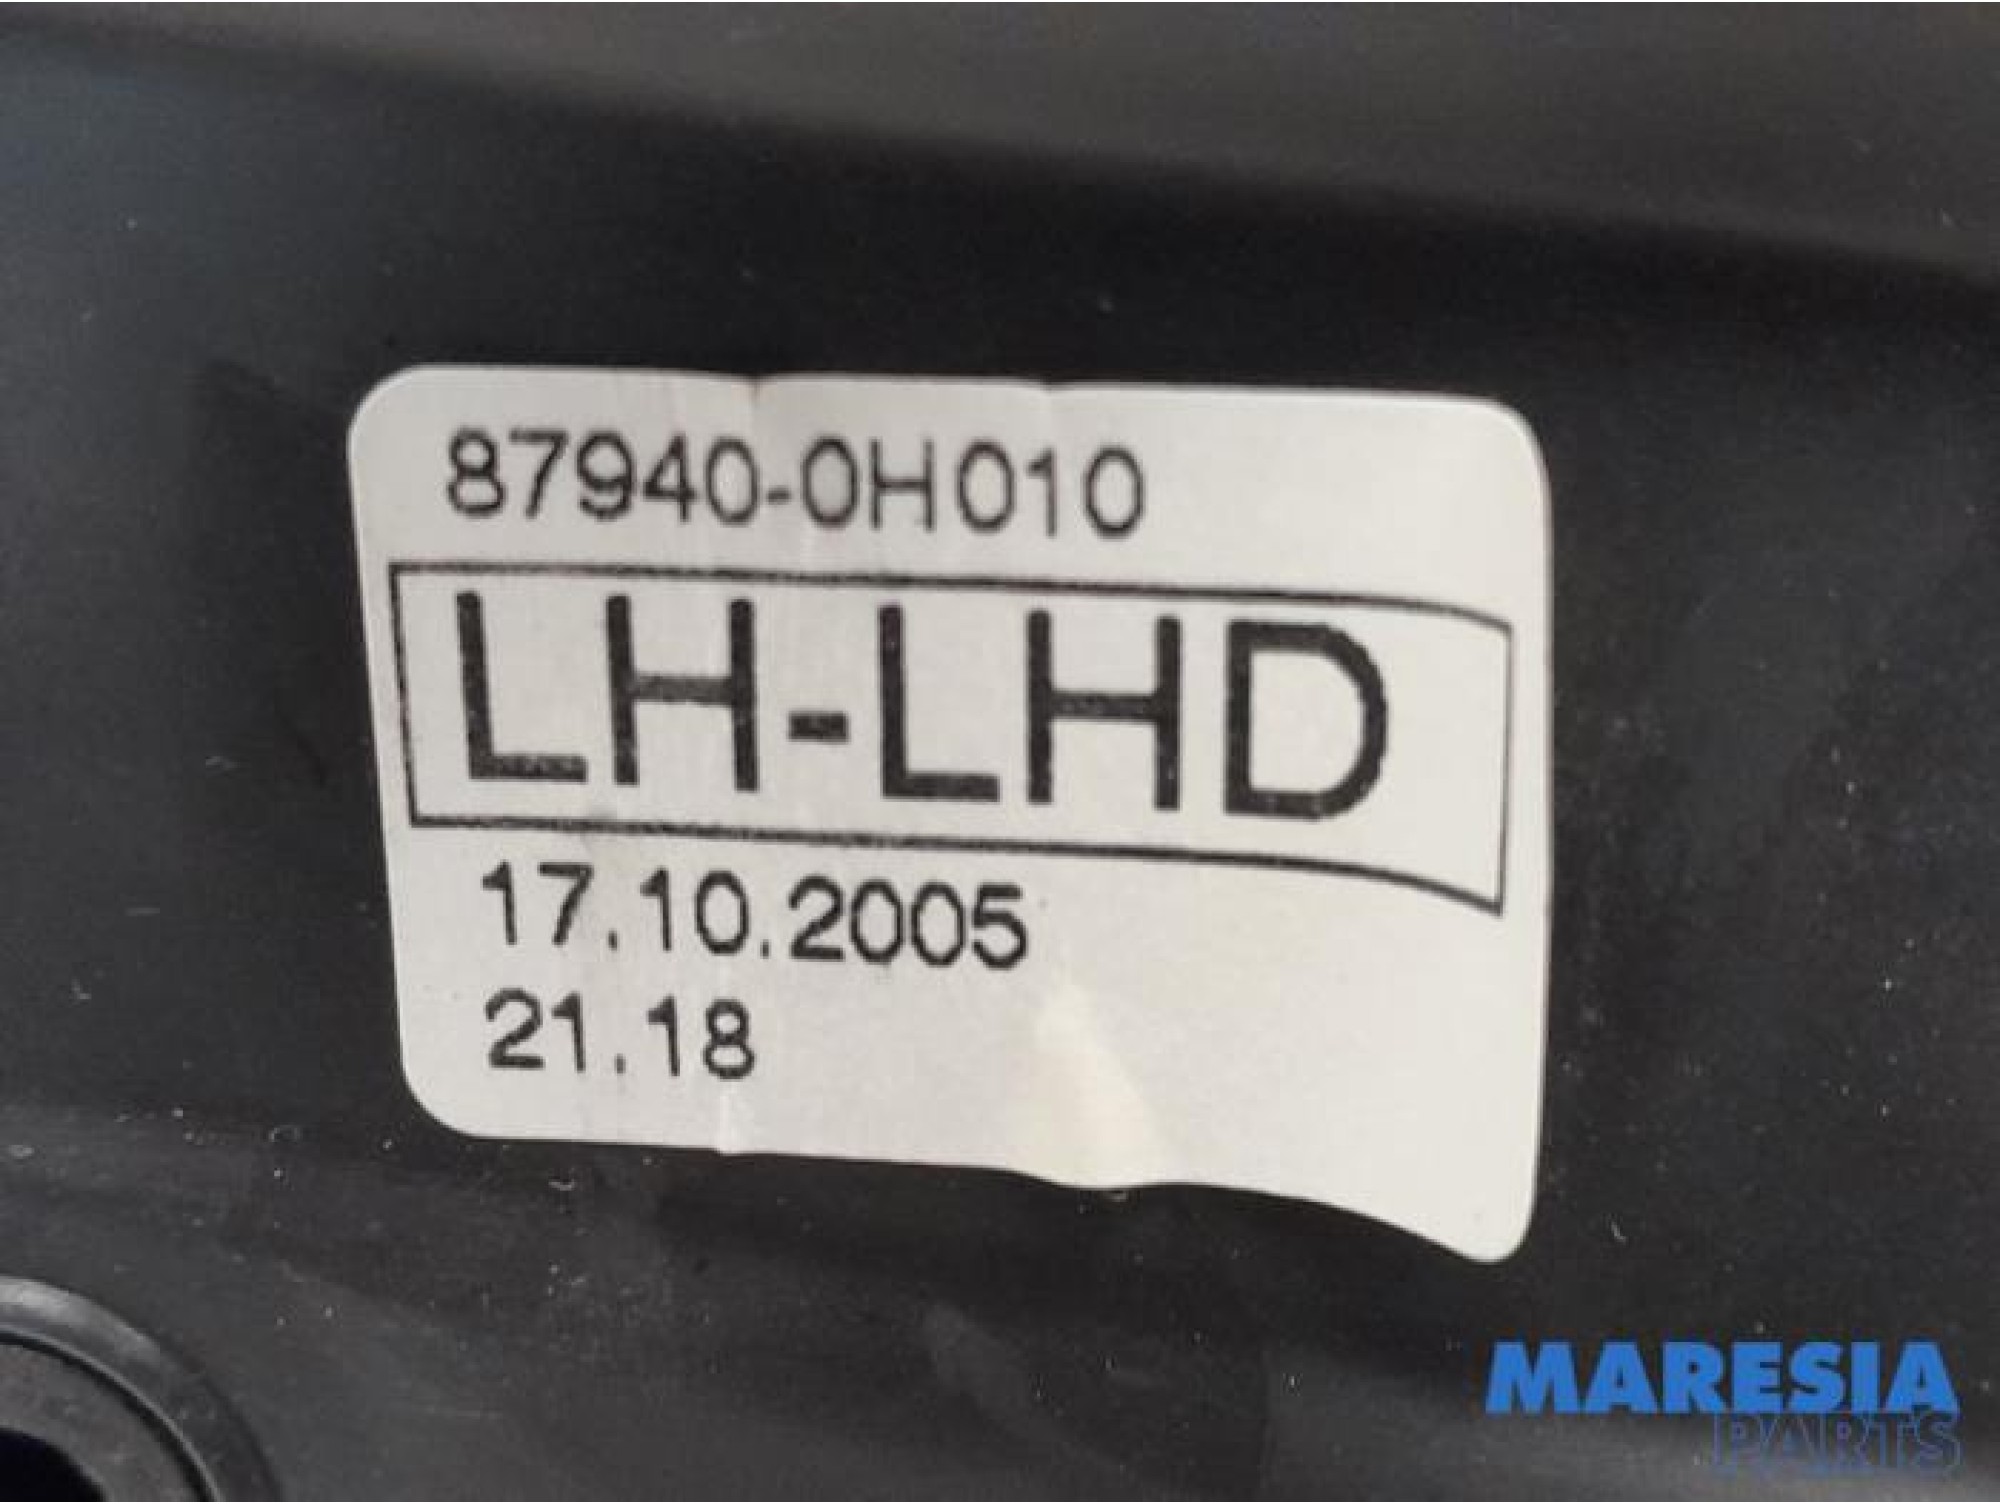 87940-0H010
LH-LHD
17.10.2005
21.18
MARESIA
PARTS